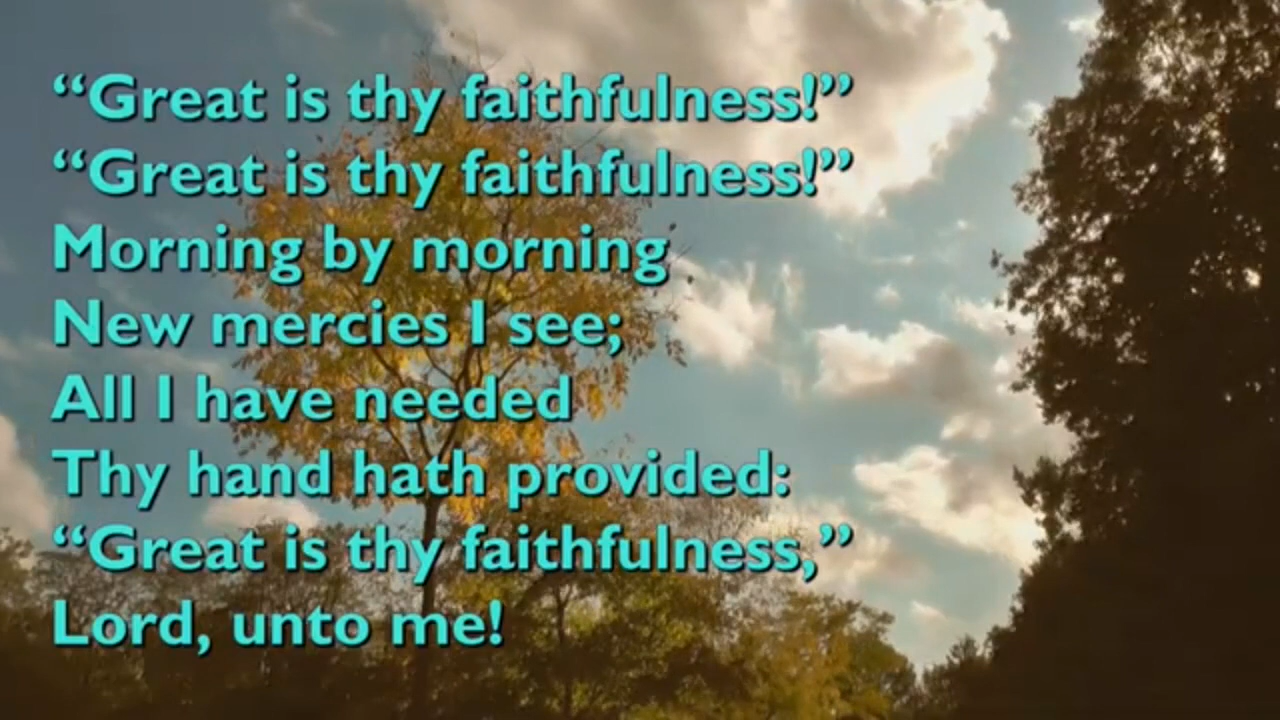 “Great is thy faithfulness!”
“Great is thy faithfulness!”
Morning by morning
New mercies I see;
All I have needed
Thy hand hath provided:
“Great is thy faithfulness,”
Lord, unto me!